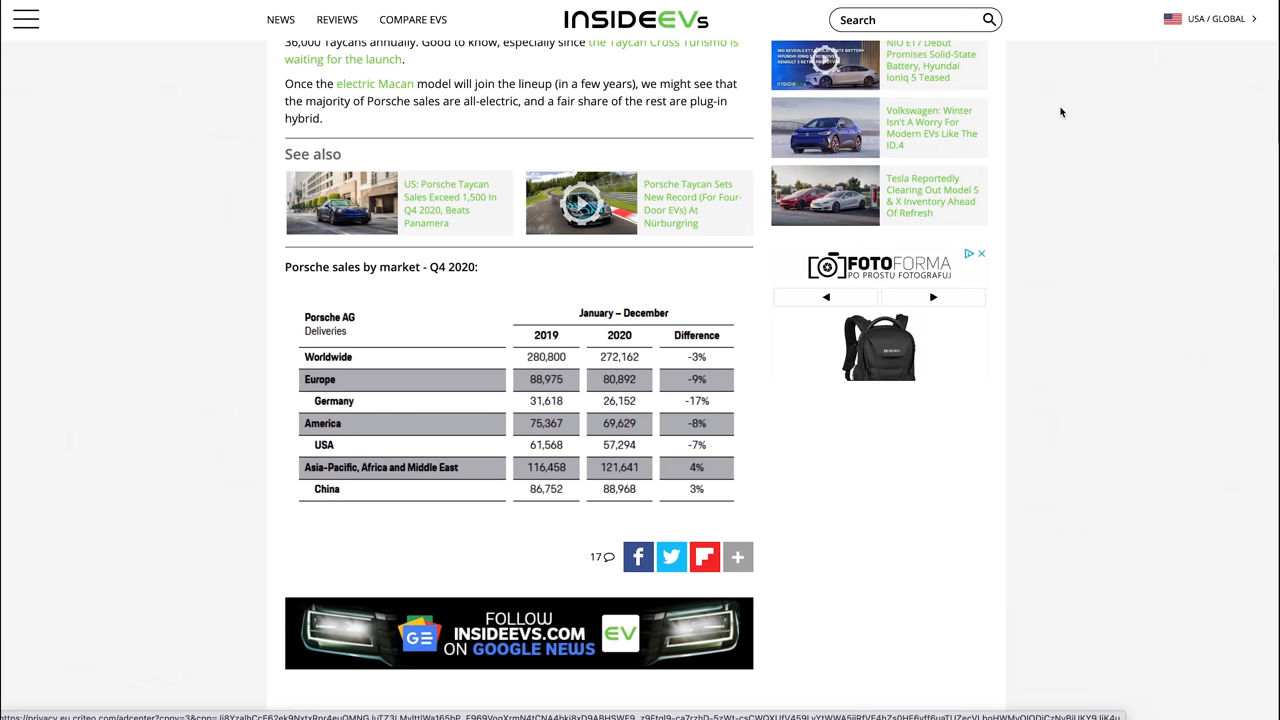 NEWS REVIEWS COMPARE EVS INSIDEEVs Search USA / GLOBAL
36,000 Taycans annually. Good to know, especially since the Taycan Cross Turismo is
waiting for the launch.
Once the electric Macan model will join the lineup (in a few years), we might see that
the majority of Porsche sales are all-electric, and a fair share of the rest are plug-in
hybrid.
See also
US: Porsche Taycan
Sales Exceed 1,500 In
Q4 2020, Beats
Panamera
Porsche Taycan Sets
New Record (For Four-
Door EVs) At
Nürburgring
Porsche sales by market - Q4 2020:
Porsche AG
Deliveries
January – December
2019 2020 Difference
Worldwide 280,800 272,162 -3%
Europe 88,975 80,892 -9%
Germany 31,618 26,152 -17%
America 75,367 69,629 -8%
USA 61,568 57,294 -7%
Asia-Pacific, Africa and Middle East 116,458 121,641 4%
China 86,752 88,968 3%
17
FOLLOW
INSIDEEVS.COM
ON GOOGLE NEWS
GE
EV
NIO ET7 Debut
Promises Solid-State
Battery, Hyundai
Ioniq 5 Teased
Volkswagen: Winter
Isn't A Worry For
Modern EVs Like The
ID.4
Tesla Reportedly
Clearing Out Model S
& X Inventory Ahead
Of Refresh
FOTOFORMA
PO PROSTU FOTOGRAFUJ